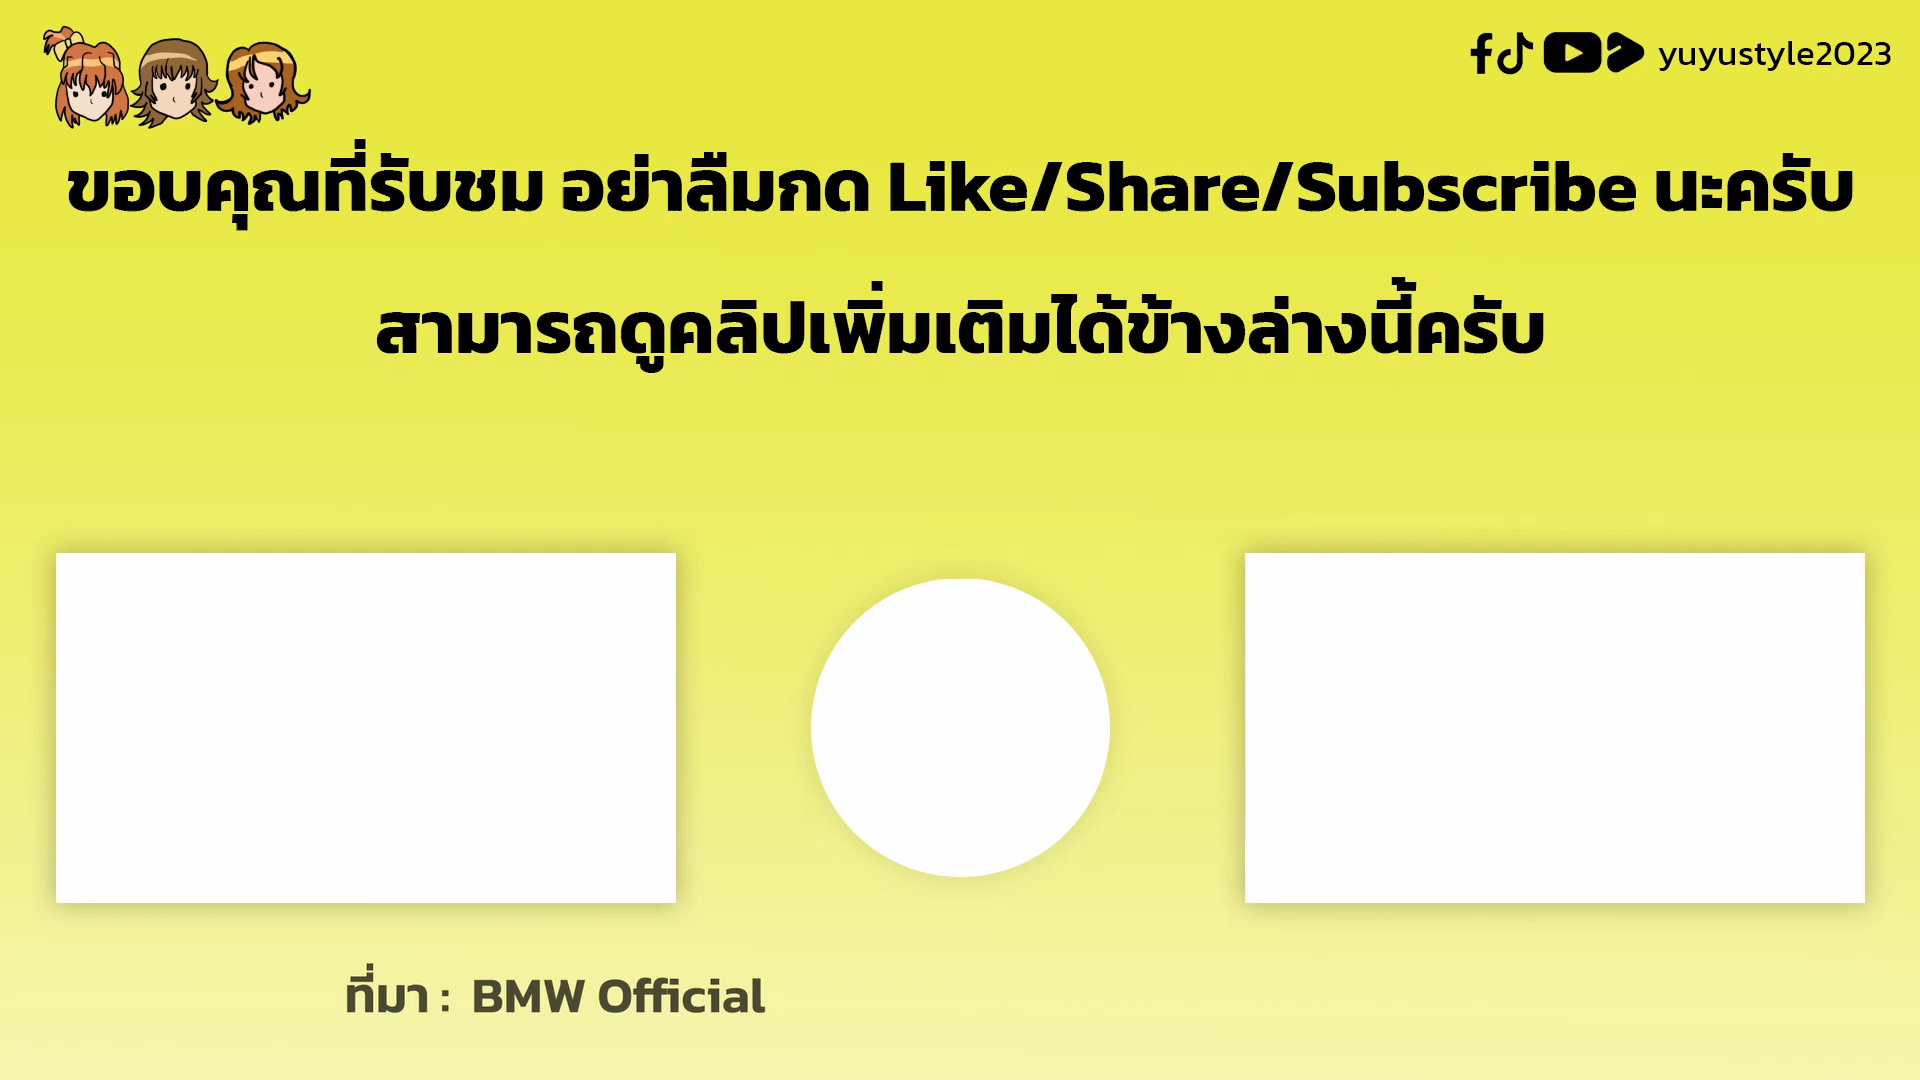 yuyustyle2023
ขอบคุณที่รับชม อย่าลืมกด Like/Share/Subscribe นะครับ
สามารถดูคลิปเพิ่มเติมได้ข้างล่างนี้ครับ
ที่มา : BMW Official